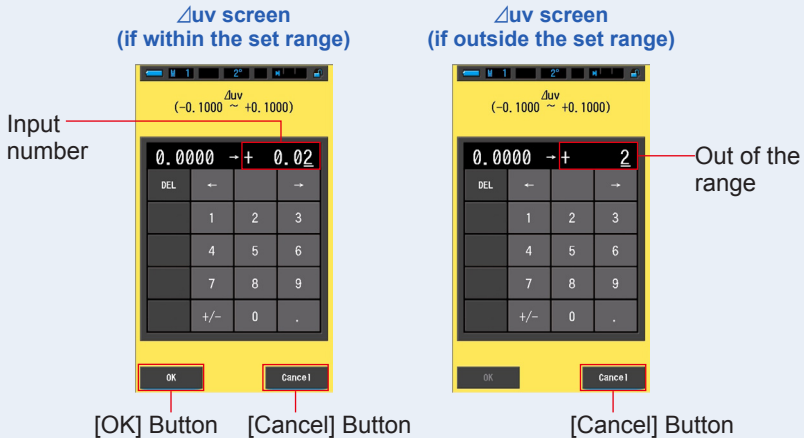 ⊿uv screen
(if within the set range)
⊿uv screen
(if outside the set range)
M 1 2°
⊿uv
(-0.1000 ~ +0.1000)
Input
number
0.0000 →+ 0.02
DEL ← →
1 2 3
4 5 6
7 8 9
+/− 0 .
OK Cancel
[OK] Button [Cancel] Button
M 1 2°
⊿uv
(-0.1000 ~ +0.1000)
0.0000 →+ 2
Out of the
range
DEL ← →
1 2 3
4 5 6
7 8 9
+/− 0 .
OK Cancel
[Cancel] Button